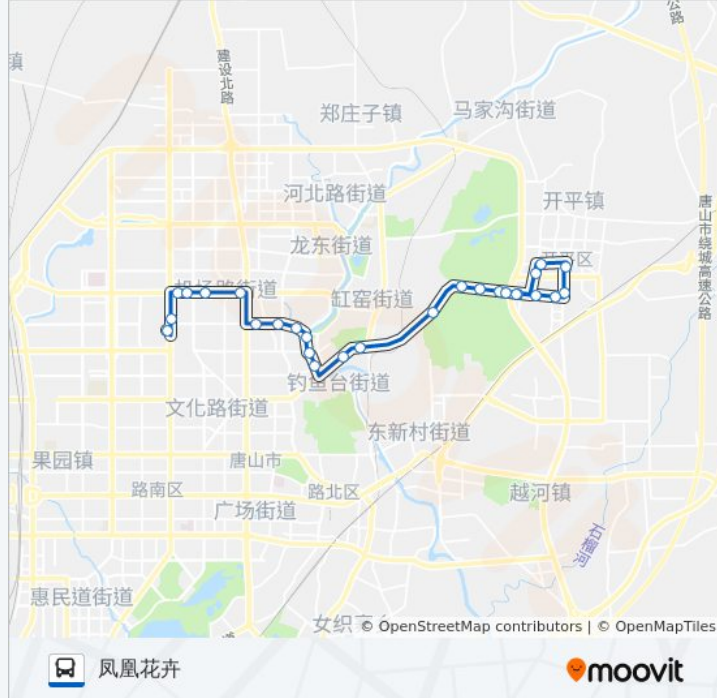 公路
镇
建设北路
马家沟街道
郑庄子镇
河北路街道
开平镇
唐山市绕城高速公路
龙东街道
开平区
机场路街道
缸窑街道
钓鱼台街道
文化路街道
东新村街道
果园镇
唐山市
路南区
路北区
越河镇
广场街道
石榴河
惠民道街道
女织寨乡
© OpenStreetMap contributors | © OpenMapTiles
凤凰花卉
moovit